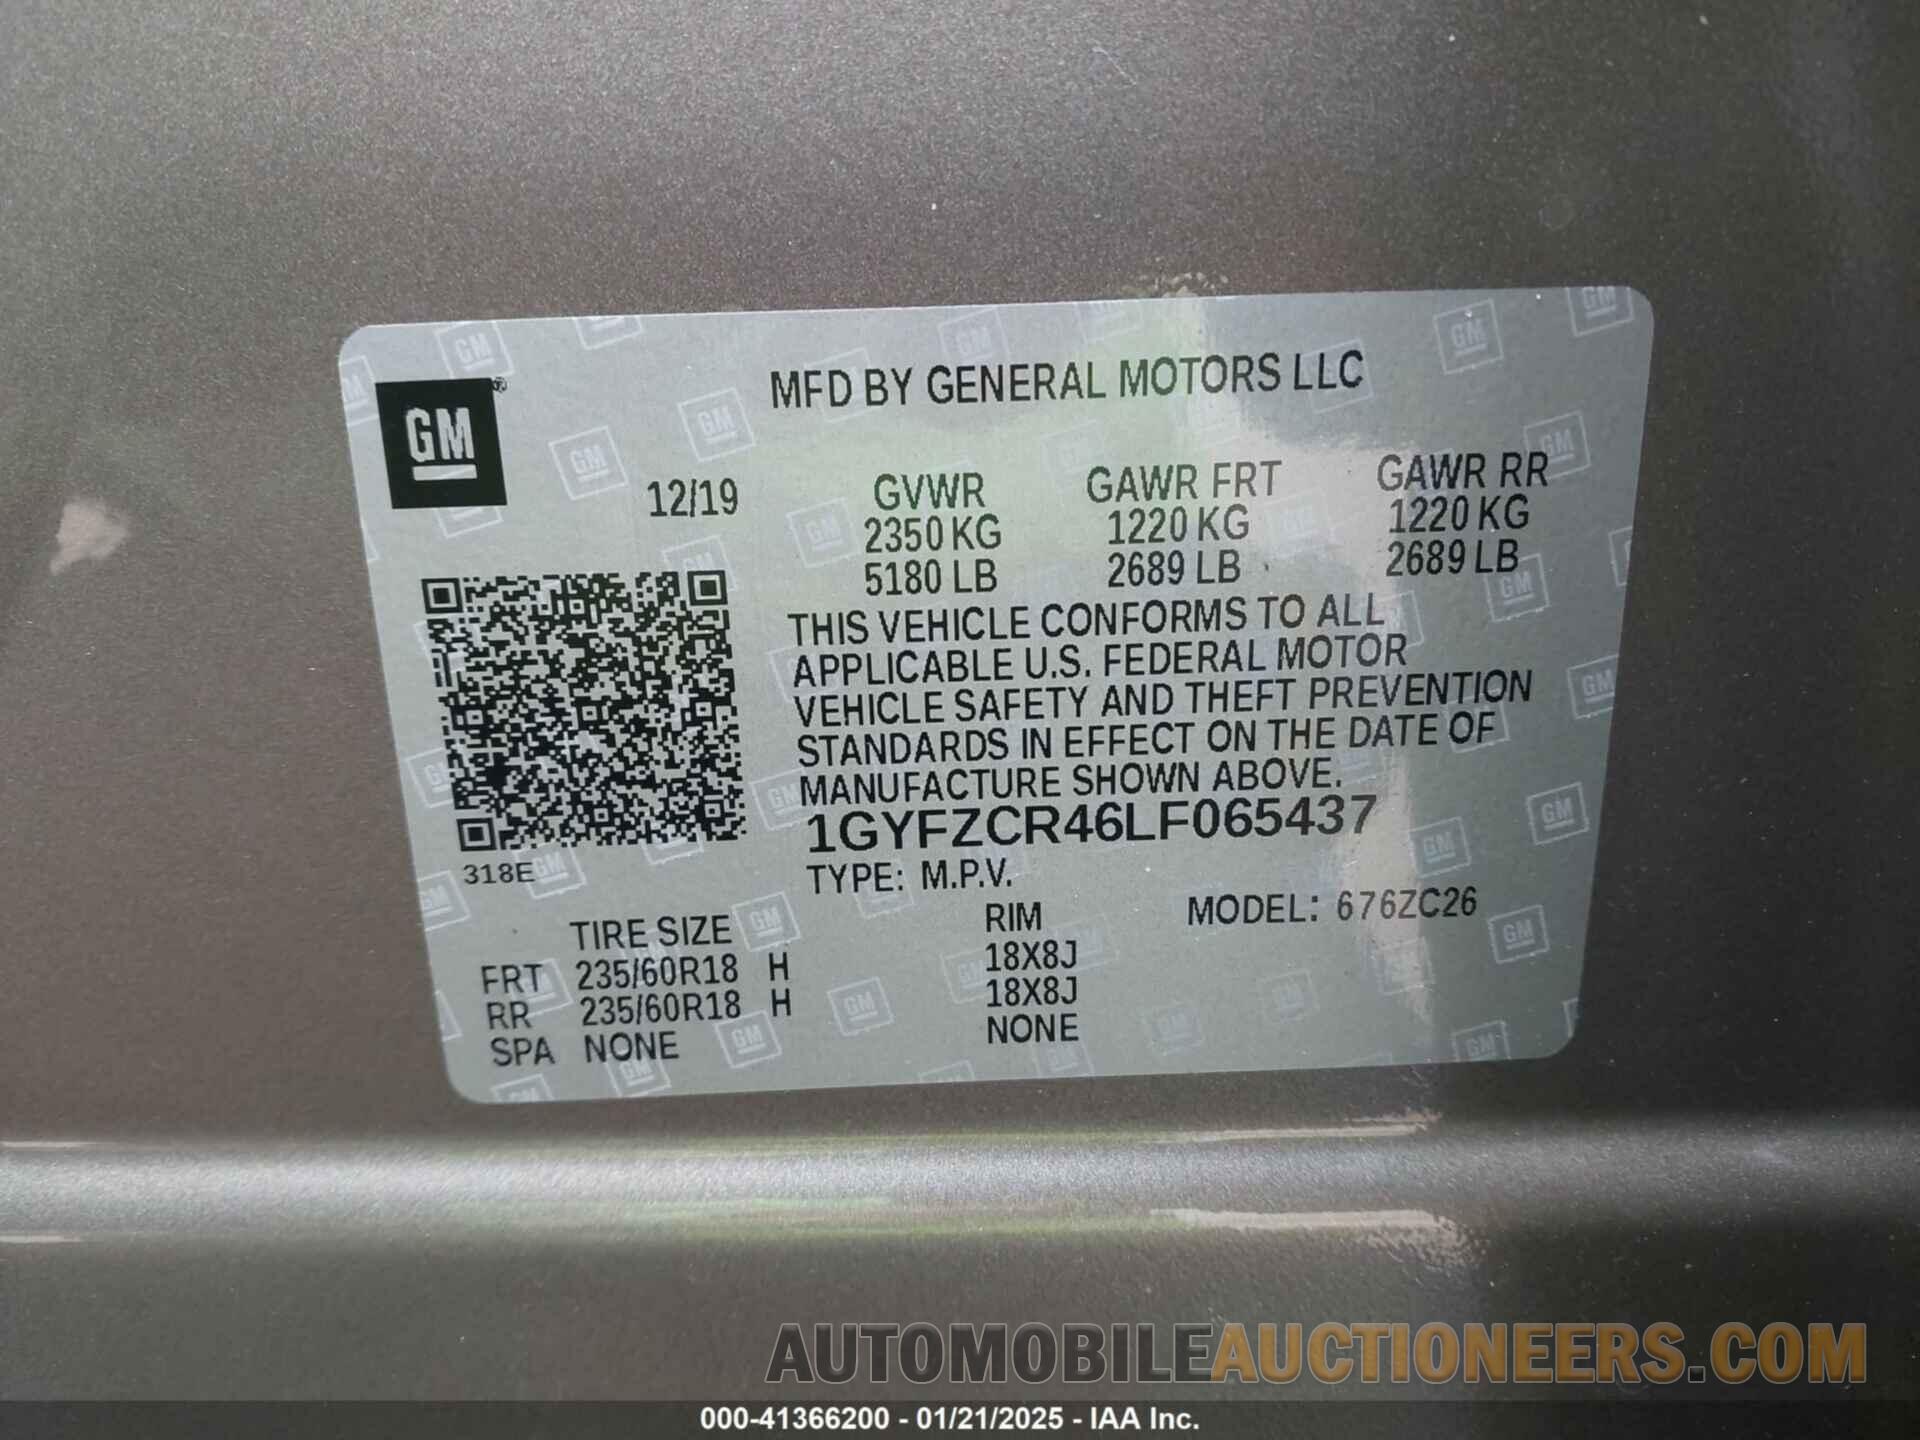 MFD BY GENERAL MOTORS LLC
GM ®
12/19 GVWR GAWR FRT GAWR RR
2350 KG 1220 KG 1220 KG
5180 LB 2689 LB 2689 LB
THIS VEHICLE CONFORMS TO ALL
APPLICABLE U.S. FEDERAL MOTOR
VEHICLE SAFETY AND THEFT PREVENTION
STANDARDS IN EFFECT ON THE DATE OF
MANUFACTURE SHOWN ABOVE.
1GYFZCR46LF065437
318E
TYPE: M.P.V.
TIRE SIZE RIM MODEL: 676ZC26
FRT 235/60R18 H 18X8J
RR 235/60R18 H 18X8J
SPA NONE NONE
AUTOMOBILEAUCTIONEERS.COM
000-41366200 - 01/21/2025 - IAA Inc.